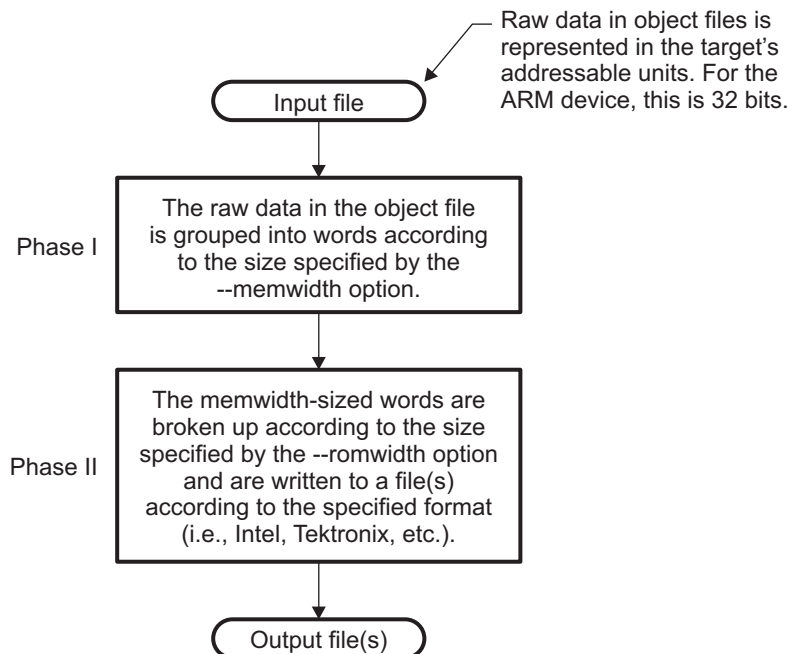 Raw data in object files is
represented in the target's
addressable units. For the
ARM device, this is 32 bits.
Input file
Phase I
The raw data in the object file
is grouped into words according
to the size specified by the
--memwidth option.
Phase II
The memwidth-sized words are
broken up according to the size
specified by the --romwidth option
and are written to a file(s)
according to the specified format
(i.e., Intel, Tektronix, etc.).
Output file(s)